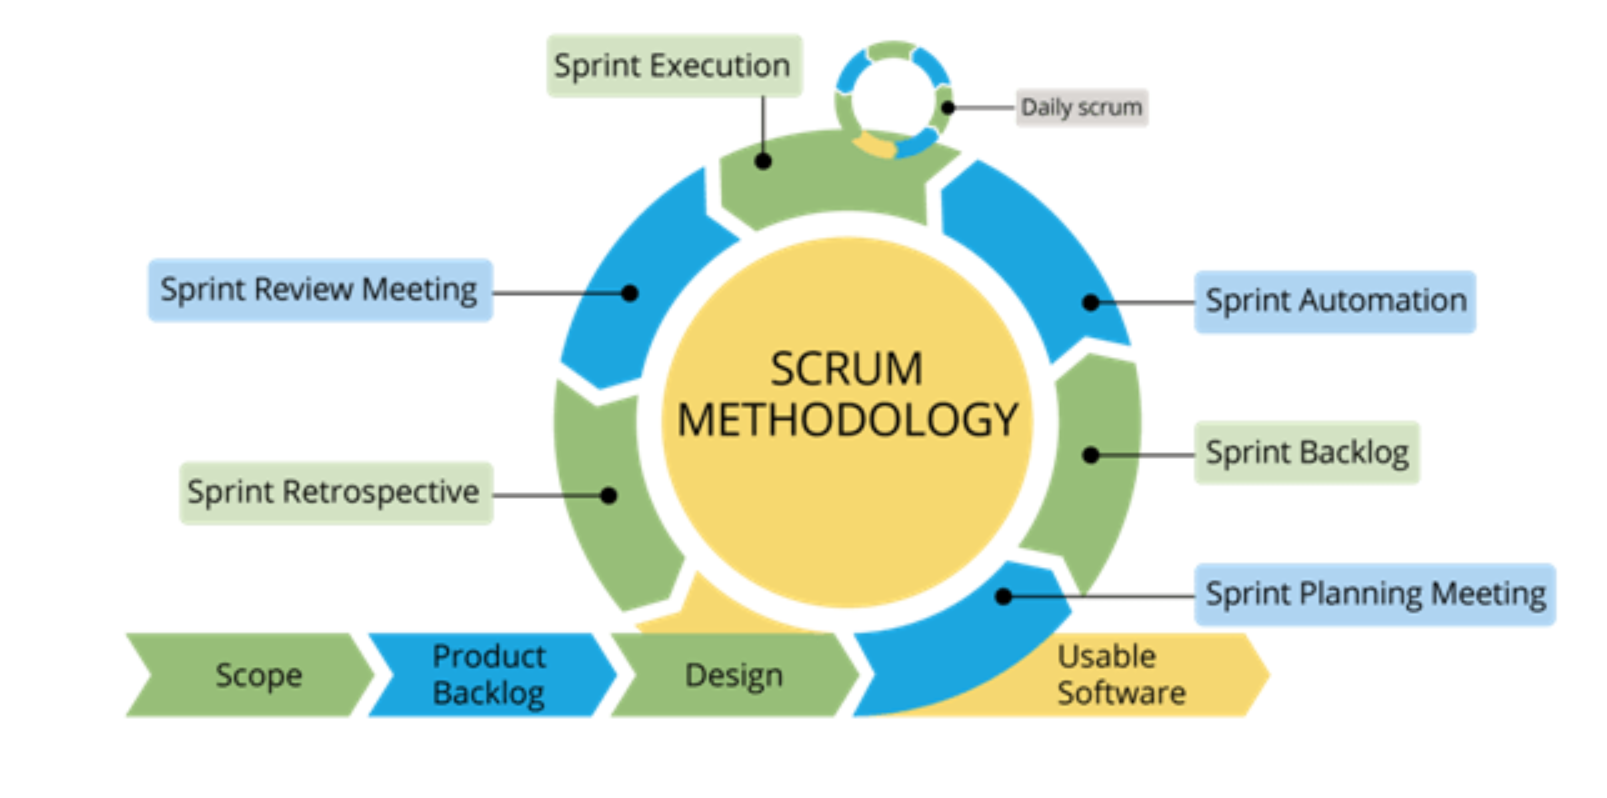 Sprint Execution
Daily scrum
Sprint Review Meeting
Sprint Automation
SCRUM
METHODOLOGY
Sprint Backlog
Sprint Retrospective
Sprint Planning Meeting
Scope
Product
Backlog
Design
Usable
Software